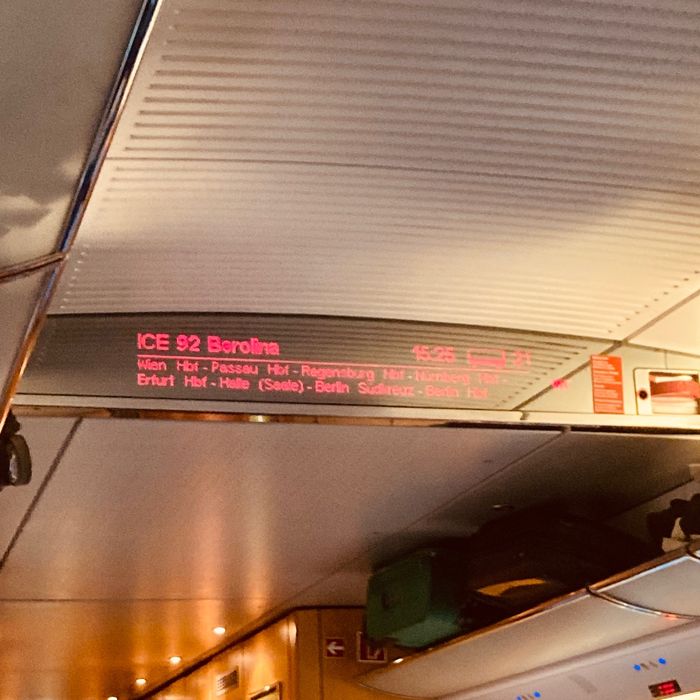 ICE 92 Berolina 15:25 21
Wien Hbf - Passau Hbf - Regensburg Hbf - Nürnberg Hbf -
Erfurt Hbf - Halle (Saale) - Berlin Südkreuz - Berlin Hbf